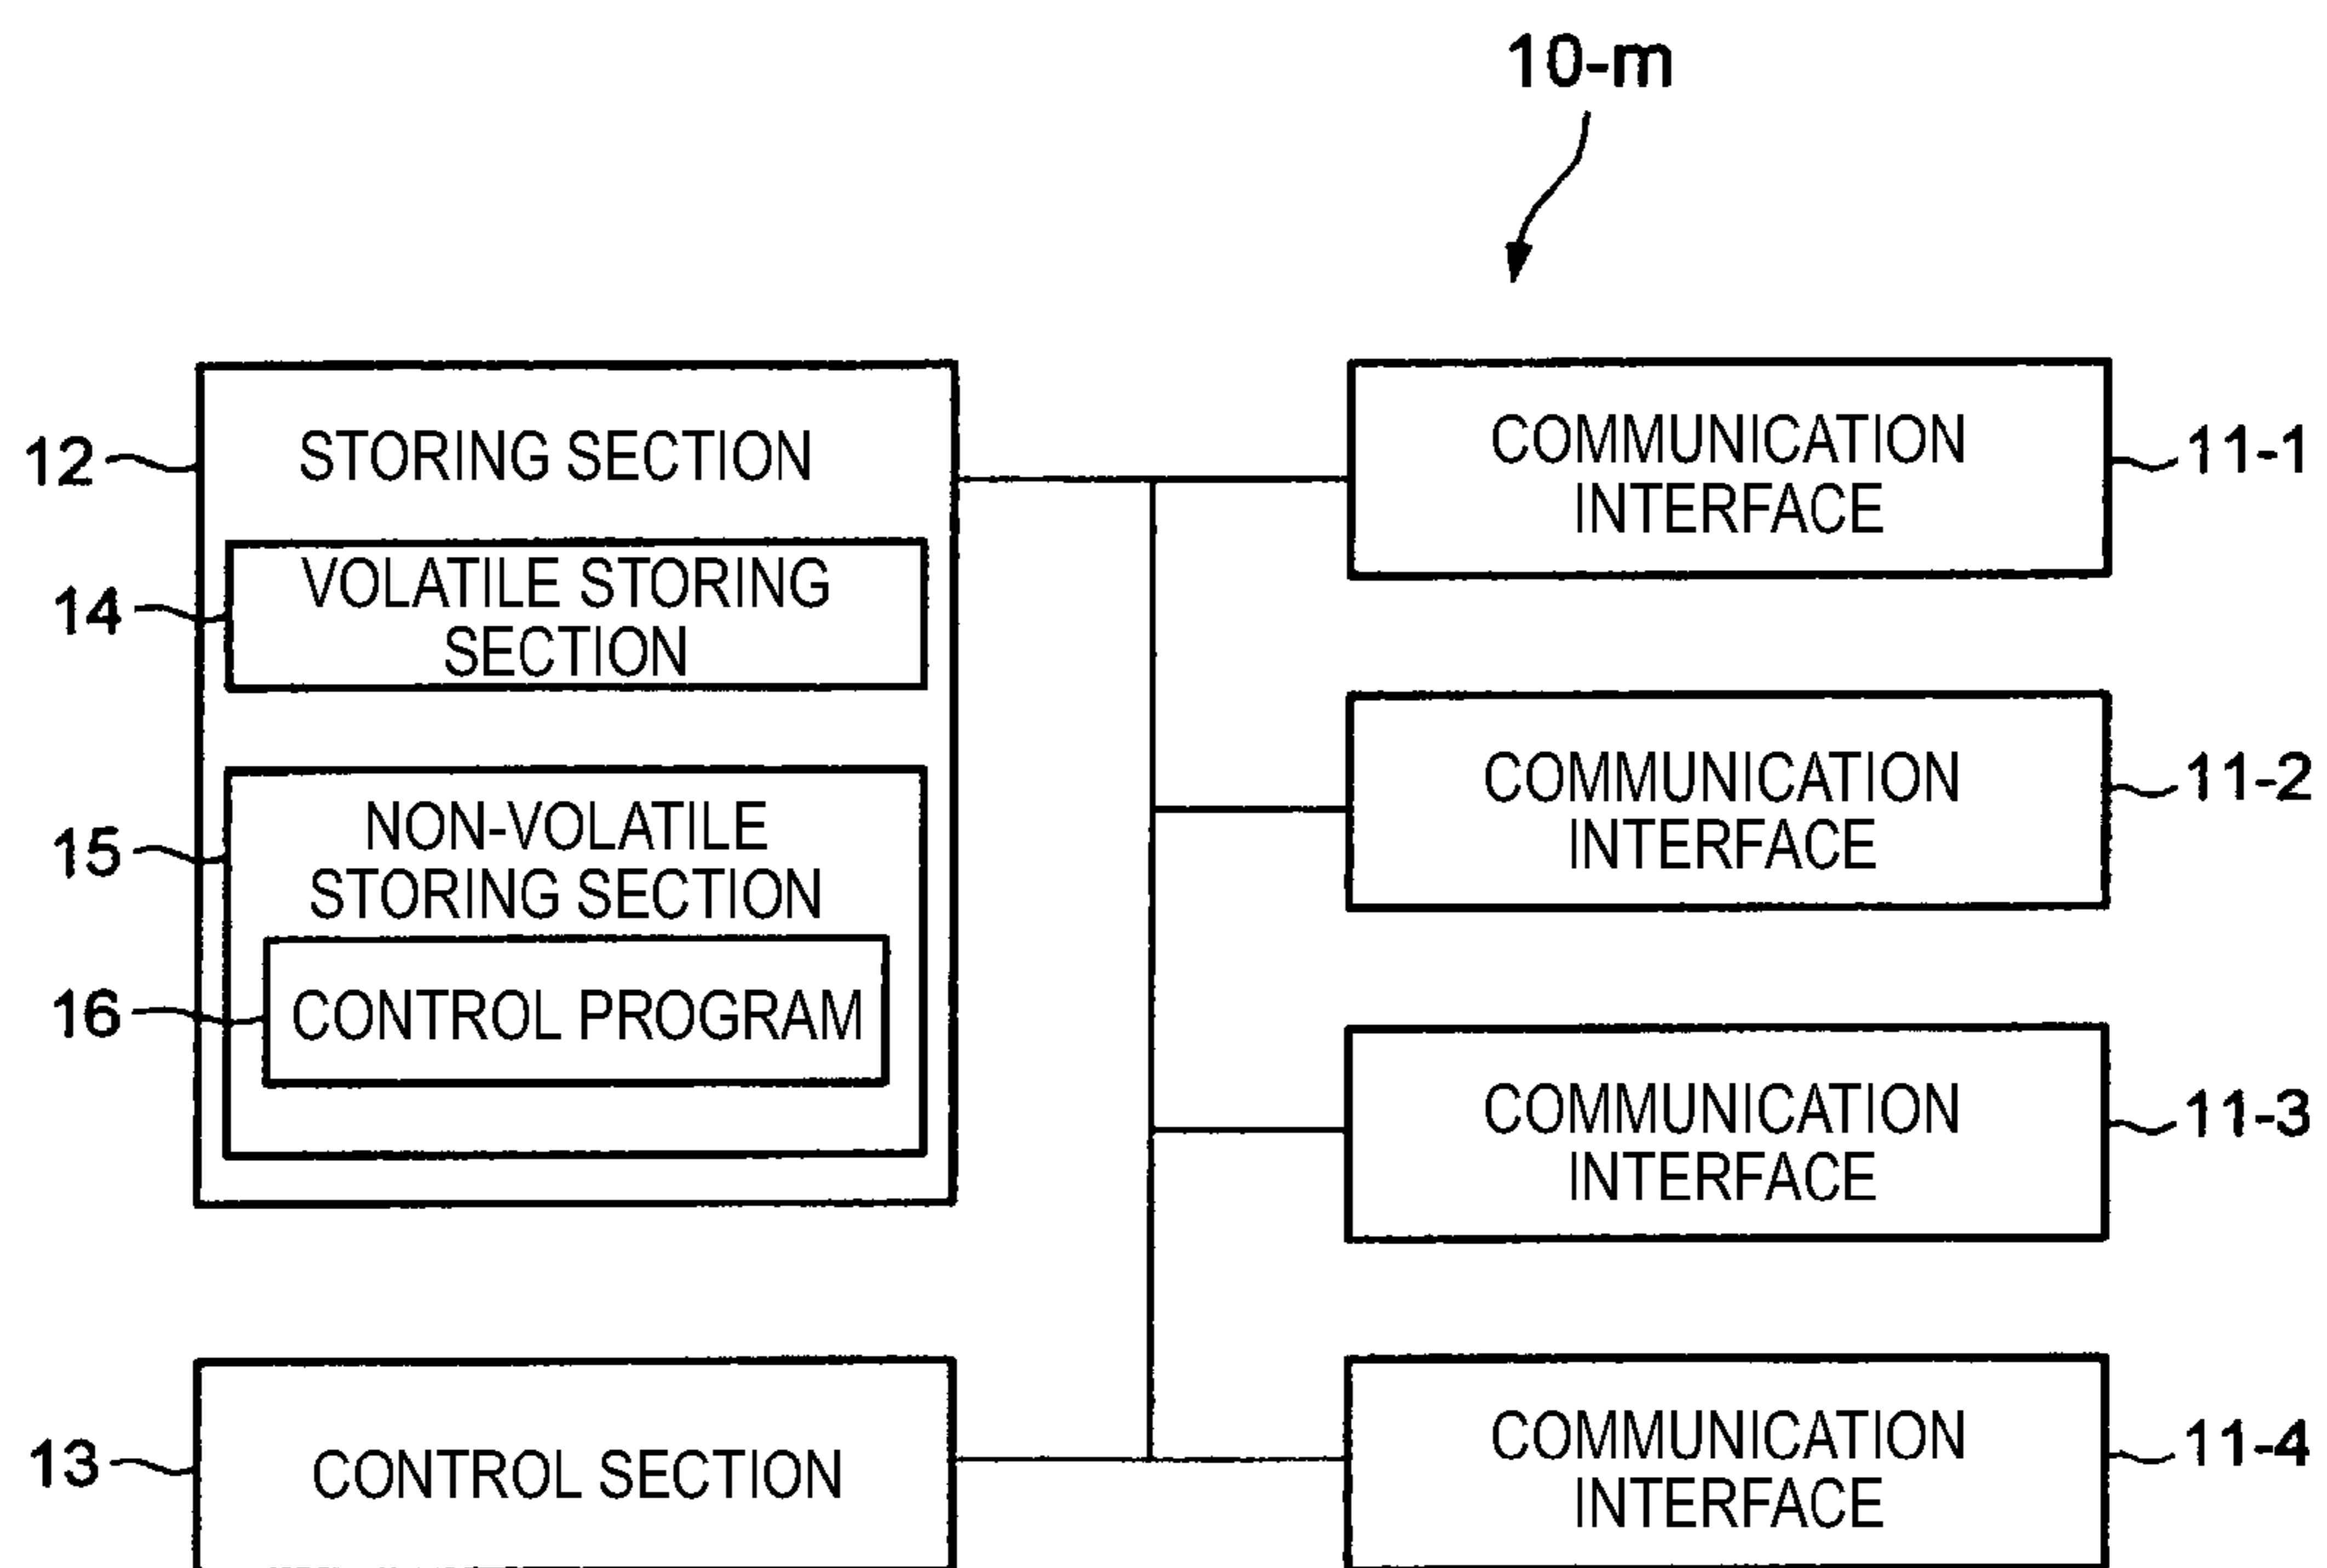 10-m
12
STORING SECTION
14
VOLATILE STORING
SECTION
15
NON-VOLATILE
STORING SECTION
16
CONTROL PROGRAM
13
CONTROL SECTION
COMMUNICATION
INTERFACE
11-1
COMMUNICATION
INTERFACE
11-2
COMMUNICATION
INTERFACE
11-3
COMMUNICATION
INTERFACE
11-4